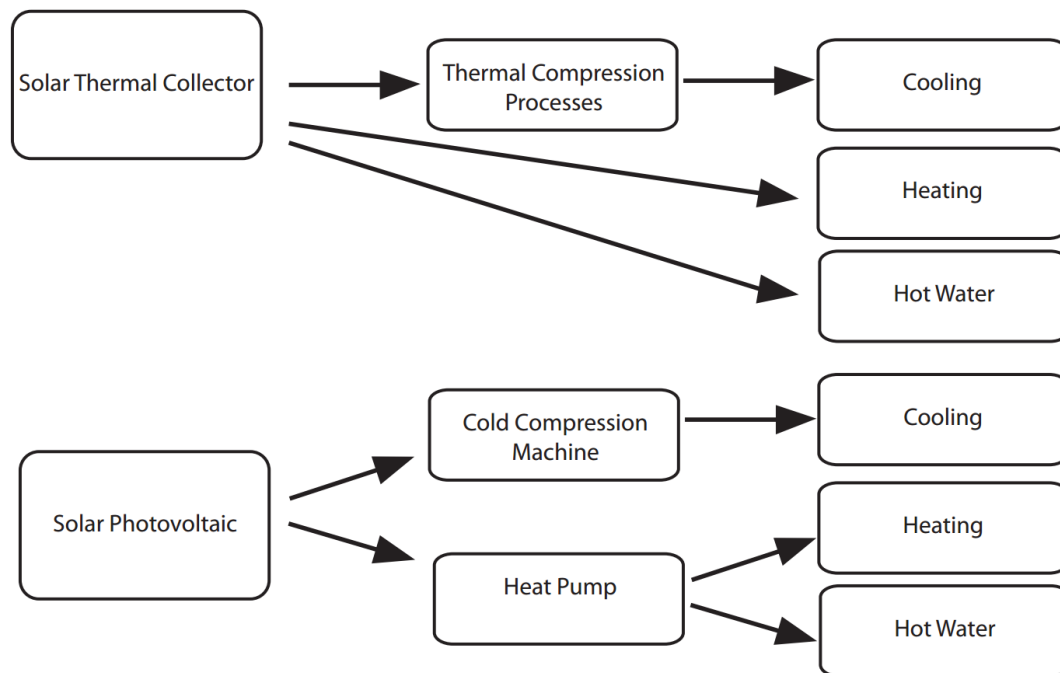 Solar Thermal Collector
Thermal Compression
Processes
Cooling
Heating
Hot Water
Cold Compression
Machine
Cooling
Solar Photovoltaic
Heating
Heat Pump
Hot Water